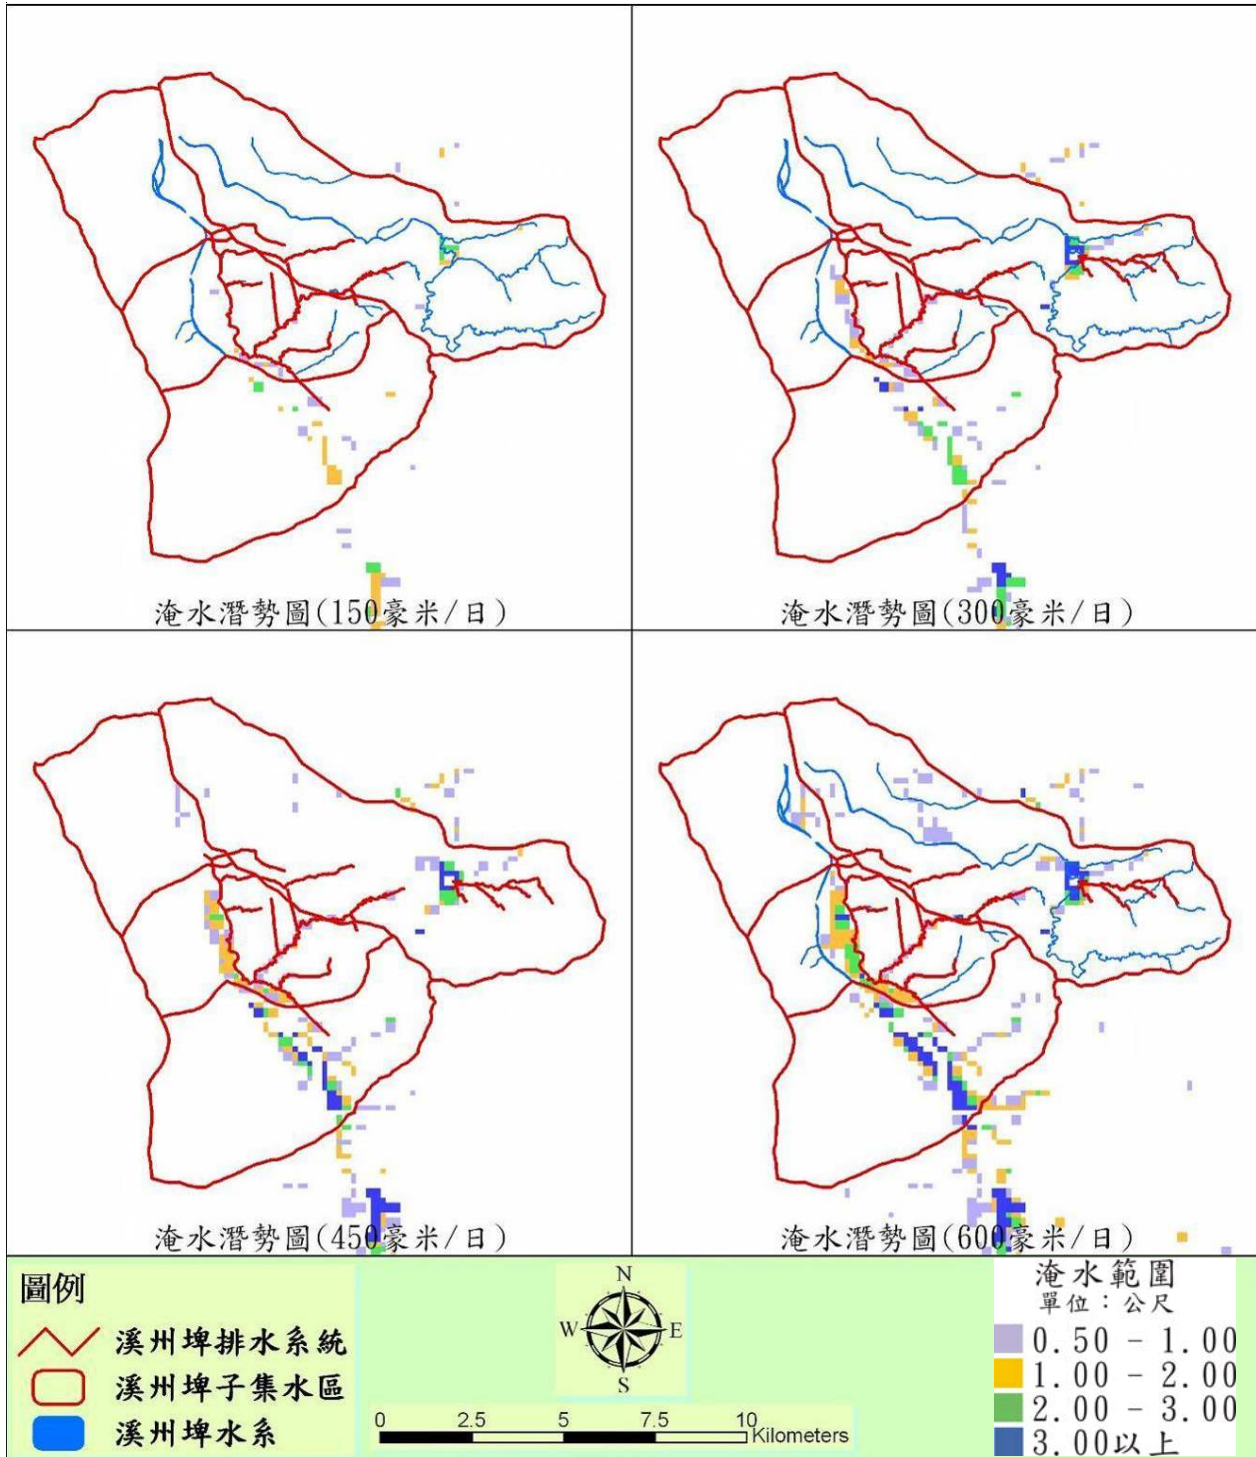 淹水潛勢圖(150豪米/日)
淹水潛勢圖(300豪米/日)
淹水潛勢圖(450豪米/日)
淹水潛勢圖(600豪米/日)
圖例
溪州埤排水系統
溪州埤子集水區
溪州埤水系
N
W E
S
0 2.5 5 7.5 10
Kilometers
淹水範圍
單位：公尺
0.50 - 1.00
1.00 - 2.00
2.00 - 3.00
3.00以上